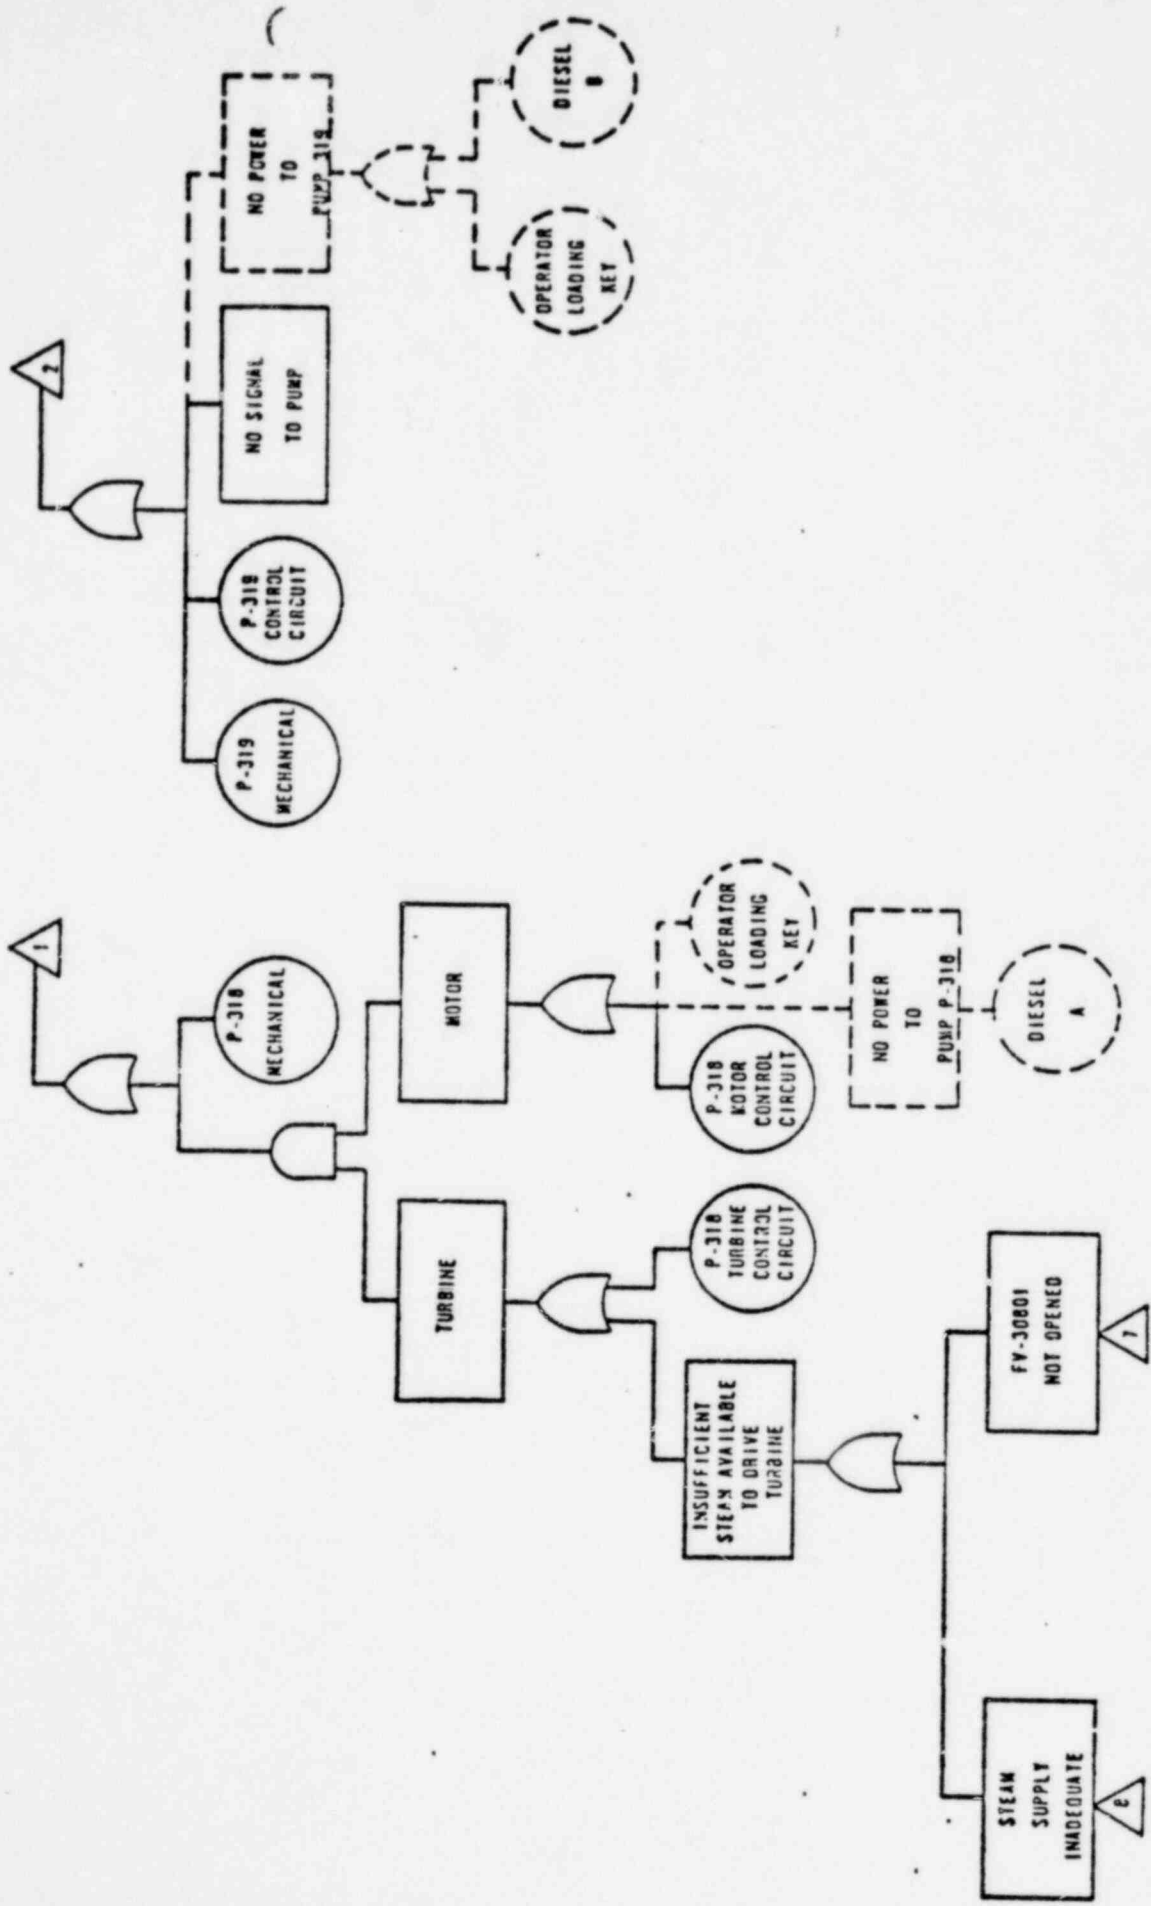 1
P-318
MECHANICAL
TURBINE
MOTOR
INSUFFICIENT
STEAM AVAILABLE
TO DRIVE
TURBINE
P-318
TURBINE
CONTROL
CIRCUIT
P-318
MOTOR
CONTROL
CIRCUIT
OPERATOR
LOADING
KEY
NO POWER
TO
PUMP P-318
DIESEL
A
STEAM
SUPPLY
INADEQUATE
8
FV-30801
NOT OPENED
7
2
P-319
MECHANICAL
P-319
CONTROL
CIRCUIT
NO SIGNAL
TO PUMP
NO POWER
TO
PUMP 319
OPERATOR
LOADING
KEY
DIESEL
B